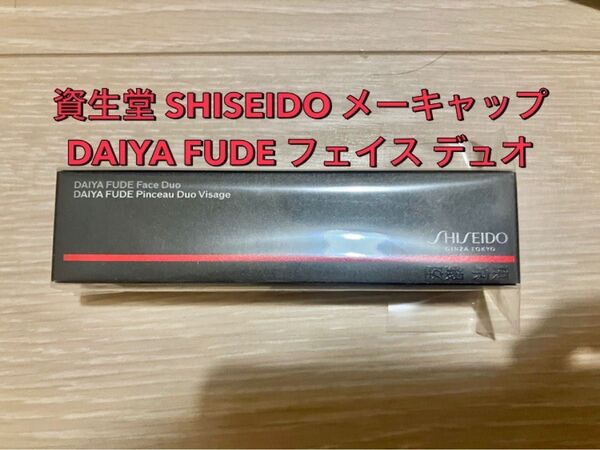 資生堂 SHISEIDO メーキャップ
DAIYA FUDE フェイス デュオ
DAIYA FUDE Face Duo
DAIYA FUDE Pinceau Duo Visage
SHISEIDO
GINZA TOKYO